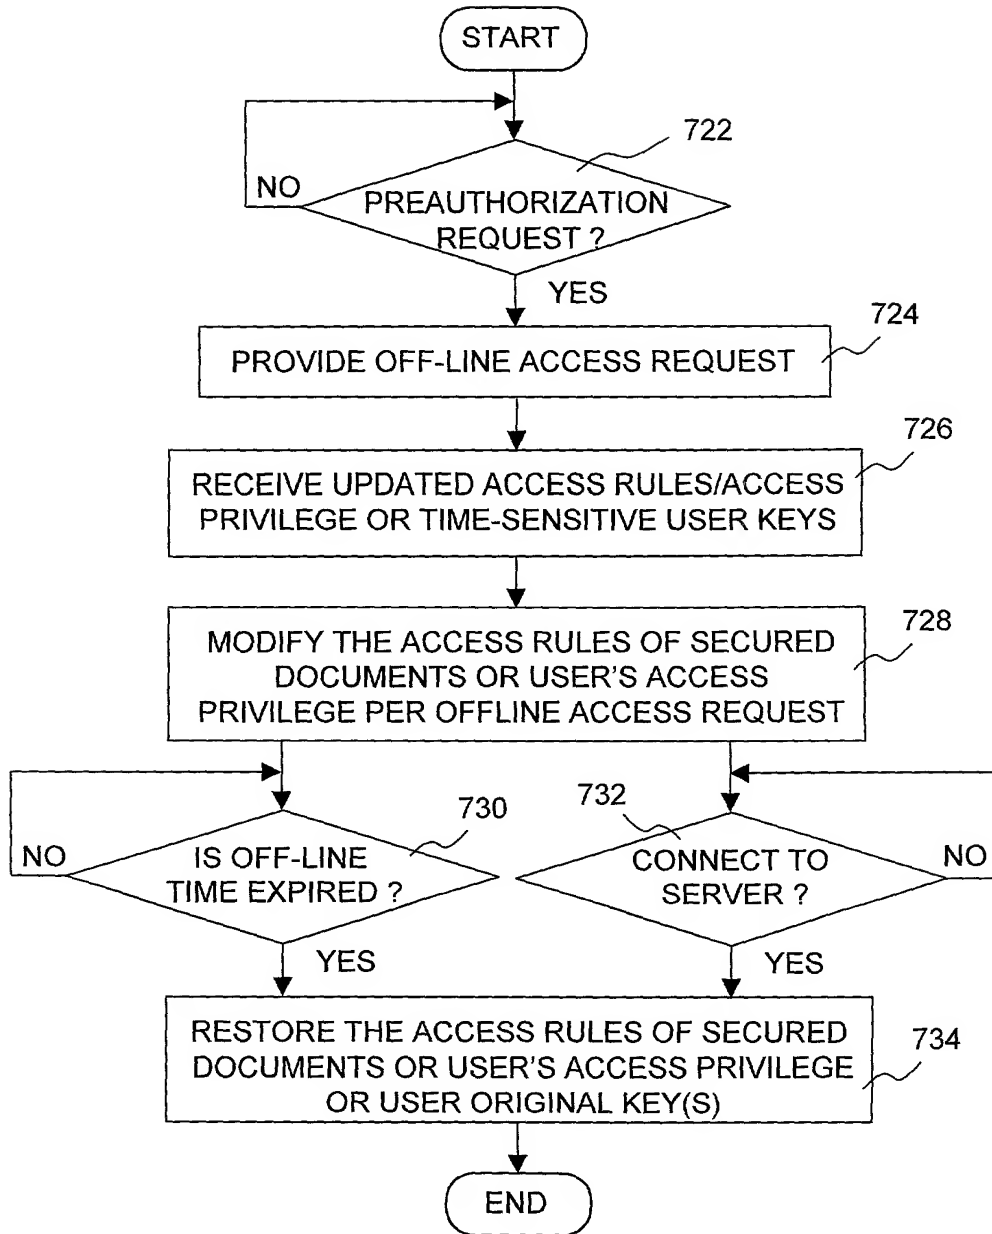 START
722
NO
PREAUTHORIZATION
REQUEST ?
YES
724
PROVIDE OFF-LINE ACCESS REQUEST
726
RECEIVE UPDATED ACCESS RULES/ACCESS
PRIVILEGE OR TIME-SENSITIVE USER KEYS
728
MODIFY THE ACCESS RULES OF SECURED
DOCUMENTS OR USER'S ACCESS
PRIVILEGE PER OFFLINE ACCESS REQUEST
730
NO
IS OFF-LINE
TIME EXPIRED ?
YES
732
CONNECT TO
SERVER ?
NO
YES
RESTORE THE ACCESS RULES OF SECURED
DOCUMENTS OR USER'S ACCESS PRIVILEGE
OR USER ORIGINAL KEY(S)
734
END